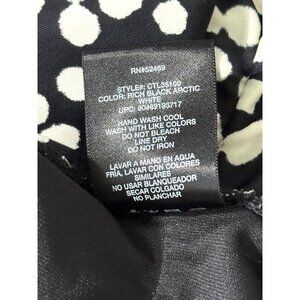 RN#52469
STYLE#: CTL35100
COLOR: RICH BLACK ARCTIC
WHITE
UPC: 80469193717
HAND WASH COOL
WASH WITH LIKE COLORS
DO NOT BLEACH
LINE DRY
DO NOT IRON
LAVAR A MANO EN AGUA
FRÍA, LAVAR CON COLORES
SIMILARES
NO USAR BLANQUEADOR
SECAR COLGADO
NO PLANCHAR